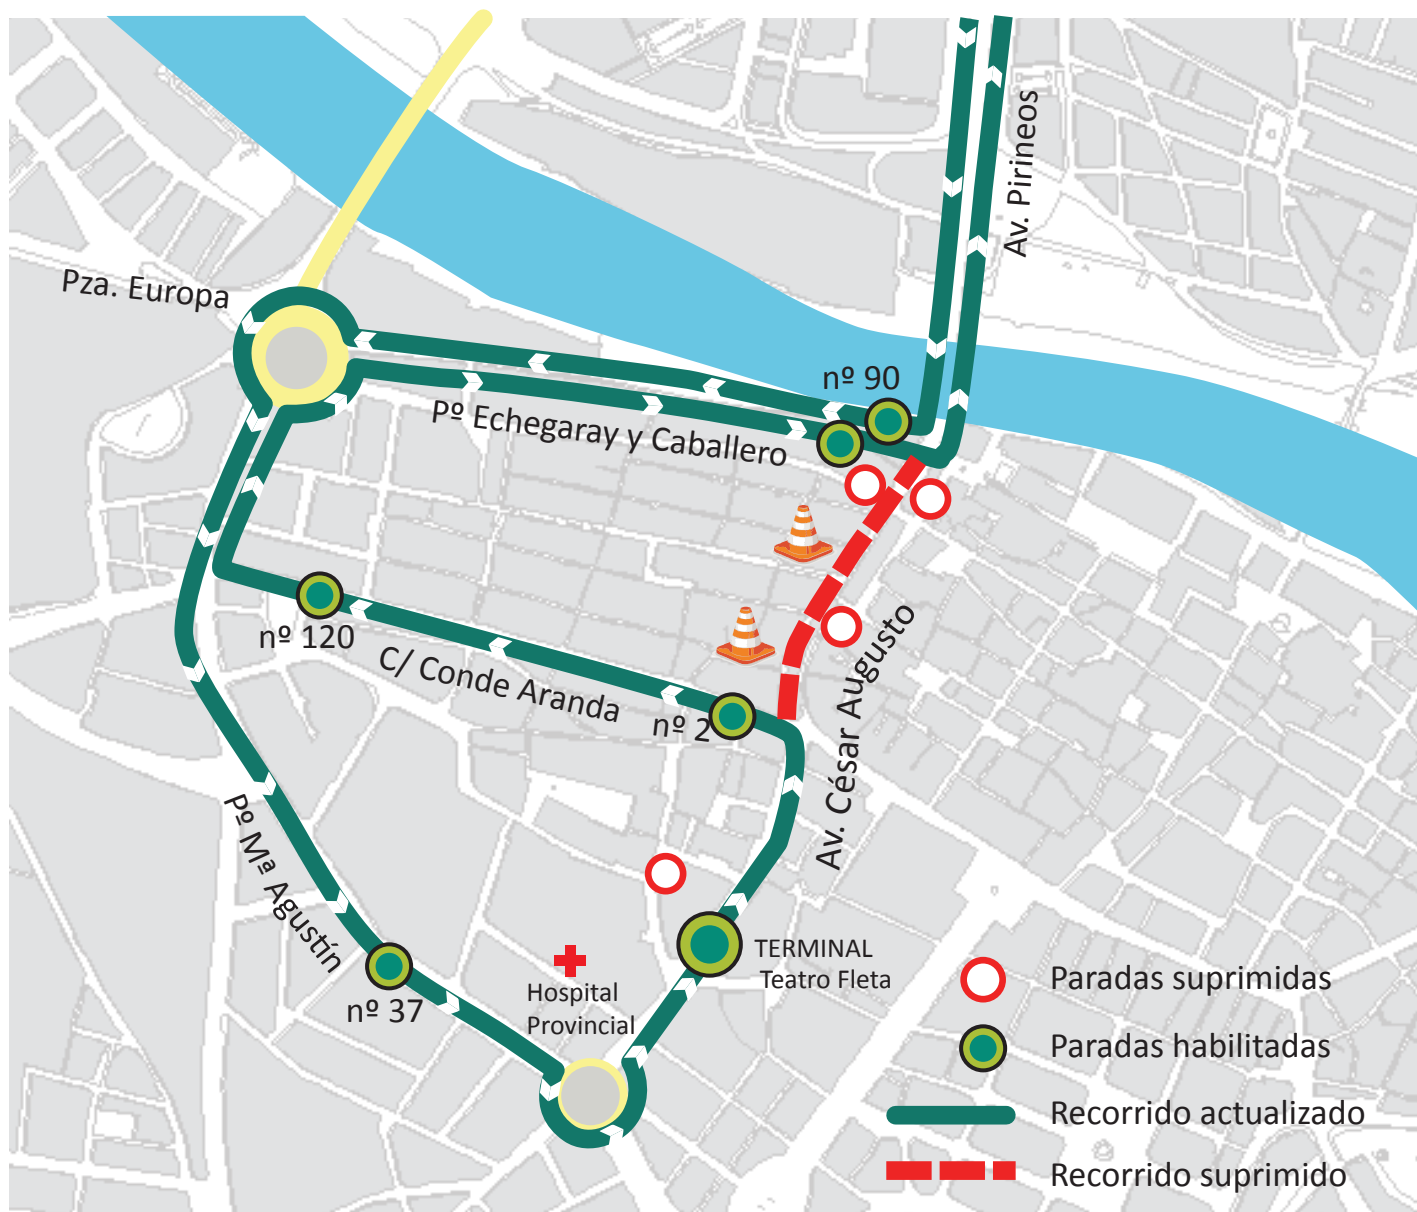 Av. Pirineos
Pza. Europa
nº 90
Pº Echegaray y Caballero
nº 120
C/ Conde Aranda
nº 2
Av. César Augusto
Pº Mª Agustín
nº 37
Hospital
Provincial
TERMINAL
Teatro Fleta
Paradas suprimidas
Paradas habilitadas
Recorrido actualizado
Recorrido suprimido